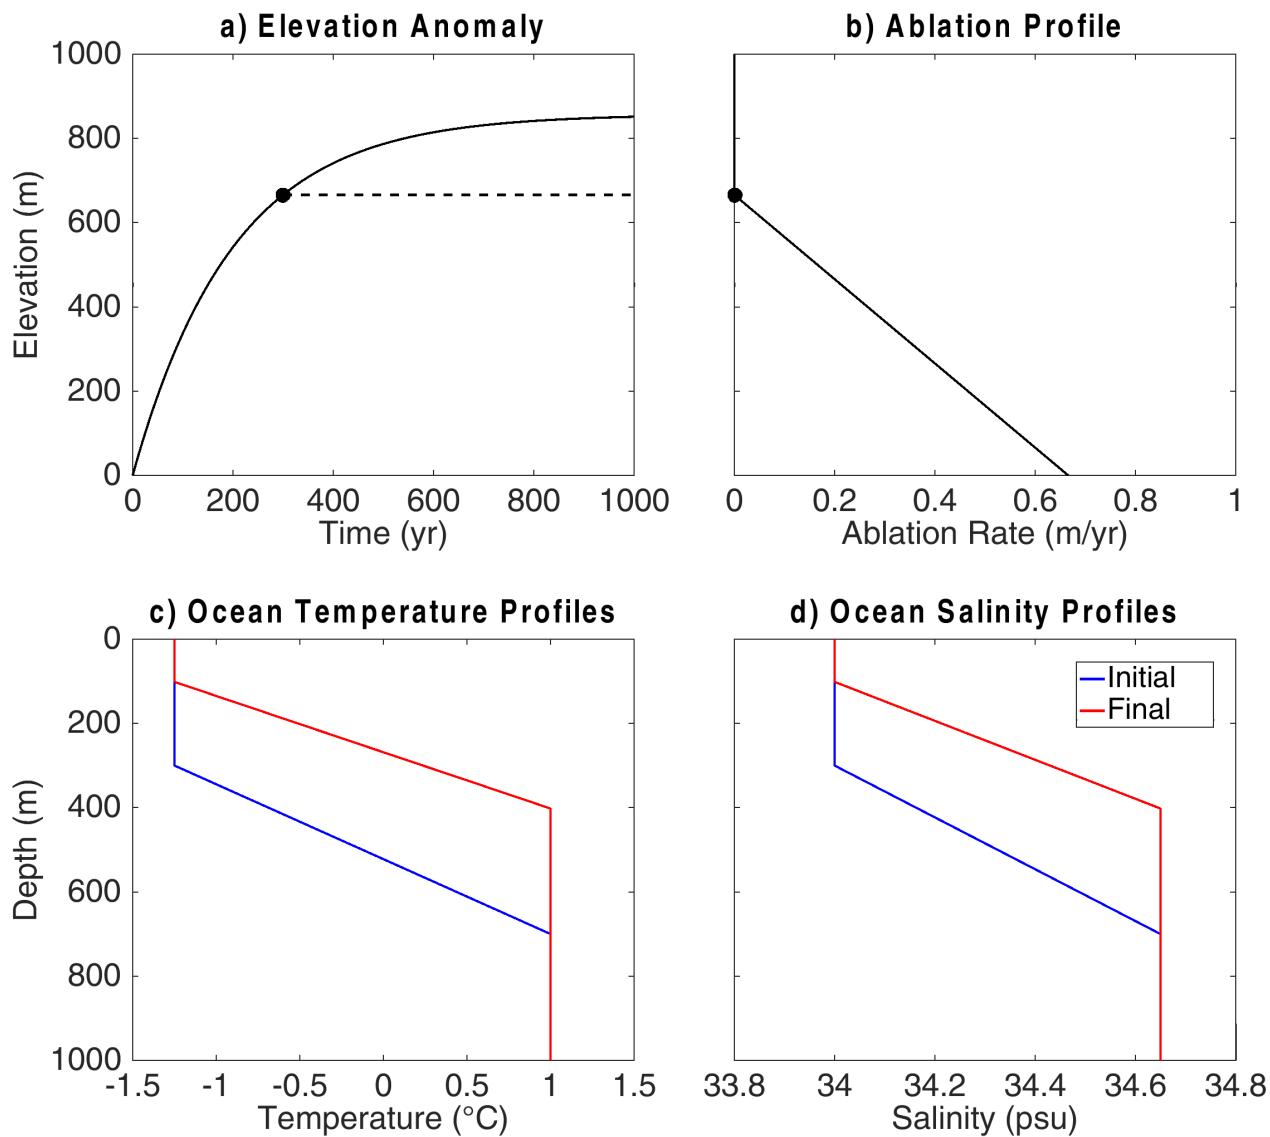 a) Elevation Anomaly
b) Ablation Profile
1000
800
600
400
200
0
Elevation (m)
0 200 400 600 800 1000
Time (yr)
0 0.2 0.4 0.6 0.8 1
Ablation Rate (m/yr)
c) Ocean Temperature Profiles
d) Ocean Salinity Profiles
0
200
400
600
800
1000
Depth (m)
-1.5 -1 -0.5 0 0.5 1 1.5
Temperature (°C)
Initial
Final
33.8 34 34.2 34.4 34.6 34.8
Salinity (psu)